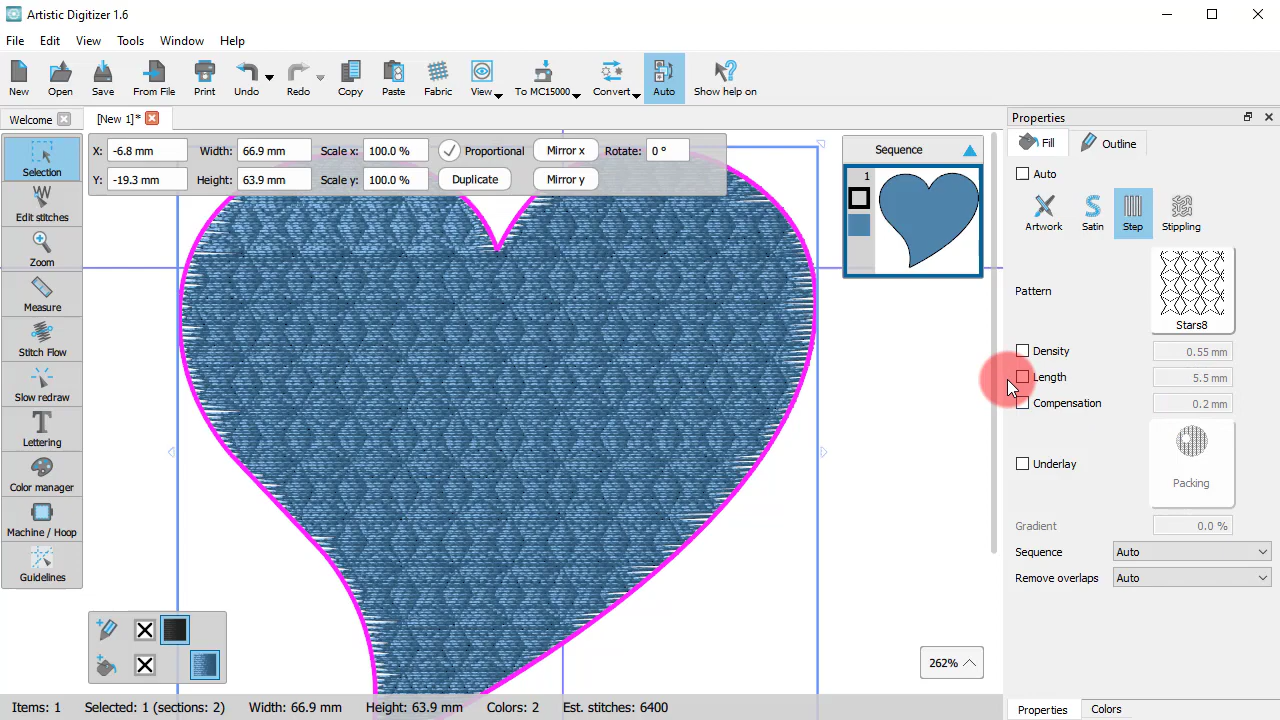 Artistic Digitizer 1.6
File Edit View Tools Window Help
New Open Save From File Print Undo Redo Copy Paste Fabric View To MC15000 Convert Auto Show help on
Welcome [New 1]*
Properties
X: -6.8 mm Width: 66.9 mm Scale x: 100.0 % Proportional Mirror x Rotate: 0 º
Y: -19.3 mm Height: 63.9 mm Scale y: 100.0 % Duplicate Mirror y
Sequence
1
Fill Outline
Auto
Artwork Satin Step Stippling
Pattern
Stars8
Density 0.55 mm
Length 5.5 mm
Compensation 0.2 mm
Underlay
Packing
Gradient
Sequence Auto
Selection
Edit stitches
Zoom
Measure
Stitch Flow
Slow redraw
Lettering
Color manager
Machine / Hoop
Guidelines
262%
Items: 1 Selected: 1 (sections: 2) Width: 66.9 mm Height: 63.9 mm Colors: 2 Est. stitches: 6400
Properties Colors